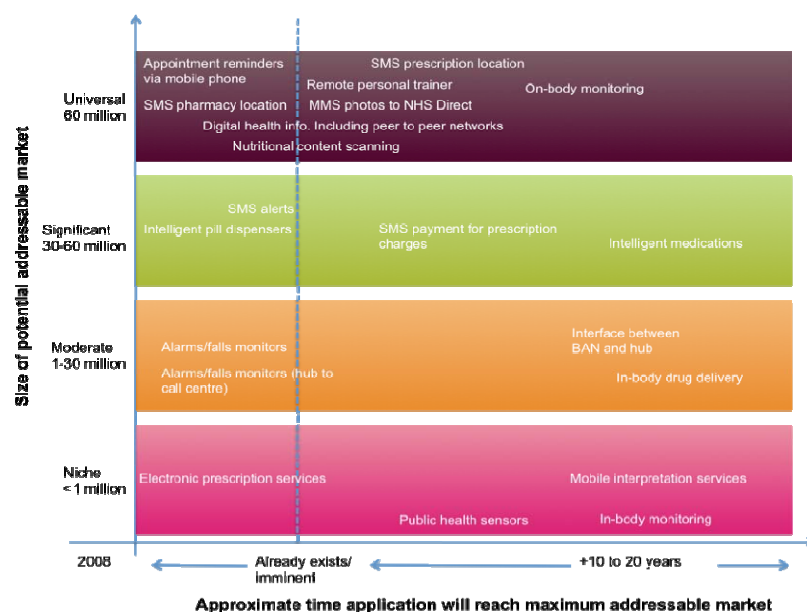 Size of potential addressable market
Universal
60 million
Appointment reminders
via mobile phone
SMS prescription location
Remote personal trainer
On-body monitoring
SMS pharmacy location
MMS photos to NHS Direct
Digital health info. Including peer to peer networks
Nutritional content scanning
Significant
30-60 million
SMS alerts
Intelligent pill dispensers
SMS payment for prescription
charges
Intelligent medications
Moderate
1-30 million
Alarms/falls monitors
Interface between
BAN and hub
Alarms/falls monitors (hub to
call centre)
In-body drug delivery
Niche
< 1 million
Electronic prescription services
Mobile interpretation services
Public health sensors
In-body monitoring
2008
Already exists/
imminent
+10 to 20 years
Approximate time application will reach maximum addressable market